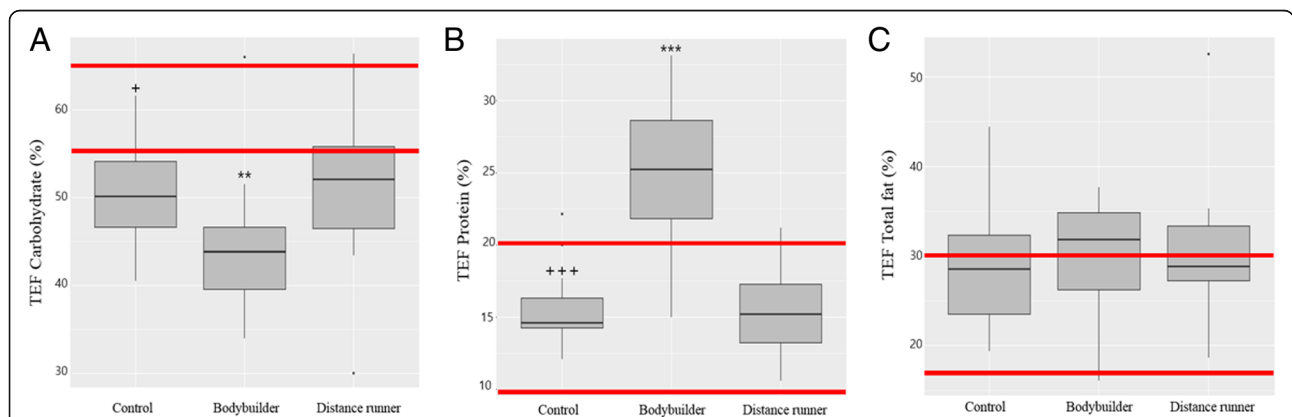 A
TEF Carbohydrate (%)
60
50
40
30
+
**
Control Bodybuilder Distance runner
B
TEF Protein (%)
30
25
20
15
10
+++
***
Control Bodybuilder Distance runner
C
TEF Total fat (%)
50
40
30
20
Control Bodybuilder Distance runner